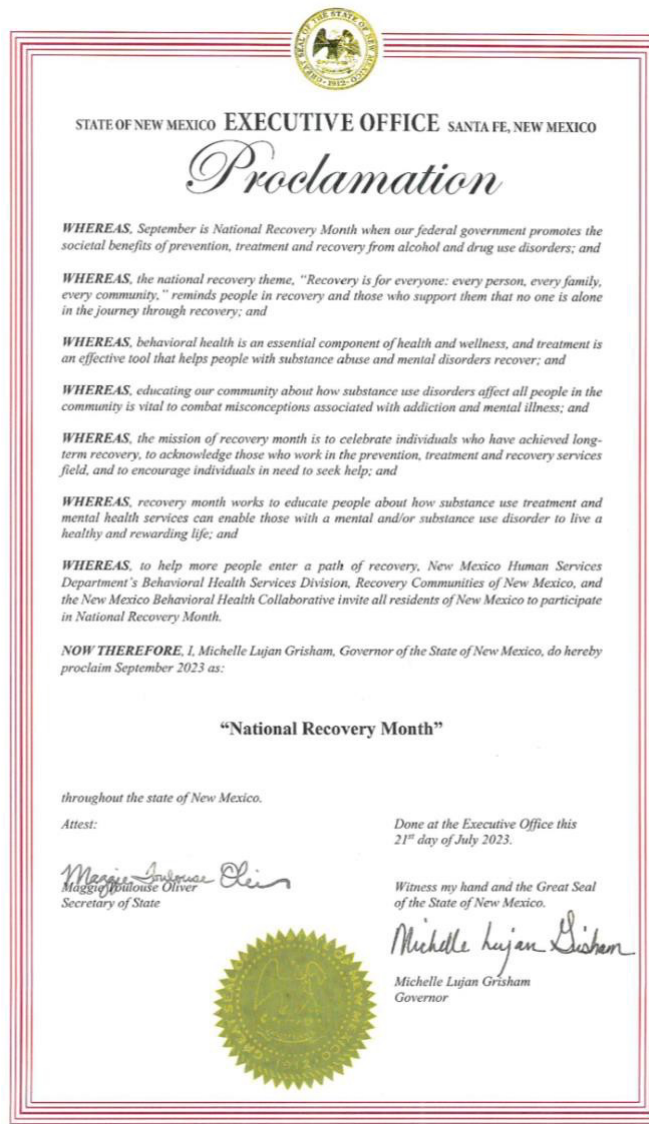 GREAT SEAL OF THE STATE OF NEW MEXICO
·1912·
STATE OF NEW MEXICO EXECUTIVE OFFICE SANTA FE, NEW MEXICO
Proclamation
WHEREAS, September is National Recovery Month when our federal government promotes the
societal benefits of prevention, treatment and recovery from alcohol and drug use disorders; and
WHEREAS, the national recovery theme, “Recovery is for everyone: every person, every family,
every community,” reminds people in recovery and those who support them that no one is alone
in the journey through recovery; and
WHEREAS, behavioral health is an essential component of health and wellness, and treatment is
an effective tool that helps people with substance abuse and mental disorders recover; and
WHEREAS, educating our community about how substance use disorders affect all people in the
community is vital to combat misconceptions associated with addiction and mental illness; and
WHEREAS, the mission of recovery month is to celebrate individuals who have achieved long-
term recovery, to acknowledge those who work in the prevention, treatment and recovery services
field, and to encourage individuals in need to seek help; and
WHEREAS, recovery month works to educate people about how substance use treatment and
mental health services can enable those with a mental and/or substance use disorder to live a
healthy and rewarding life; and
WHEREAS, to help more people enter a path of recovery, New Mexico Human Services
Department's Behavioral Health Services Division, Recovery Communities of New Mexico, and
the New Mexico Behavioral Health Collaborative invite all residents of New Mexico to participate
in National Recovery Month.
NOW THEREFORE, I, Michelle Lujan Grisham, Governor of the State of New Mexico, do hereby
proclaim September 2023 as:
“National Recovery Month”
throughout the state of New Mexico.
Attest:
Maggie Toulouse Oliver
Maggie Toulouse Oliver
Secretary of State
Done at the Executive Office this
21st day of July 2023.
Witness my hand and the Great Seal
of the State of New Mexico.
Michelle Lujan Grisham
Michelle Lujan Grisham
Governor